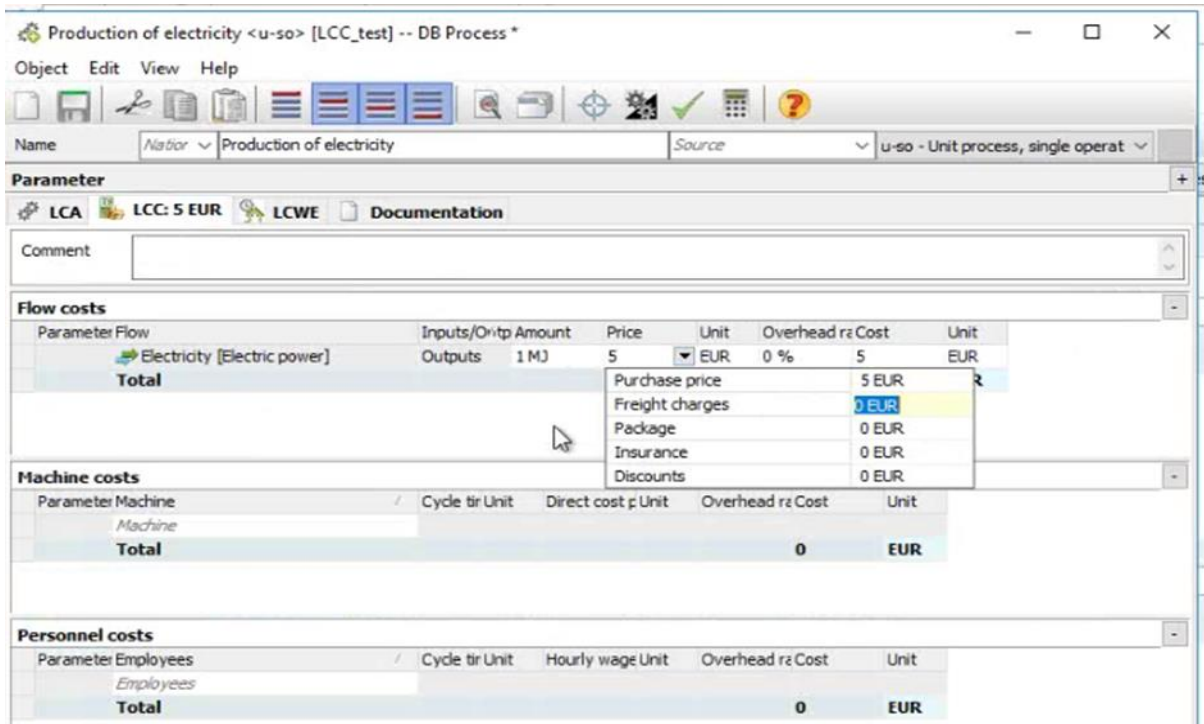 Production of electricity <u-so> [LCC_test] -- DB Process *
Object Edit View Help
Name Natior Production of electricity Source u-so - Unit process, single operat
Parameter +
LCA LCC: 5 EUR LCWE Documentation
Comment
Flow costs -
Parameter Flow Inputs/O Amount Price Unit Overhead ra Cost Unit
Electricity [Electric power] Outputs 1 MJ 5 EUR 0 % 5 EUR
Total R
Purchase price 5 EUR
Freight charges 0 EUR
Package 0 EUR
Insurance 0 EUR
Discounts 0 EUR
Machine costs -
Parameter Machine / Cycle tir Unit Direct cost p Unit Overhead ra Cost Unit
Machine
Total 0 EUR
Personnel costs -
Parameter Employees / Cycle tir Unit Hourly wage Unit Overhead ra Cost Unit
Employees
Total 0 EUR